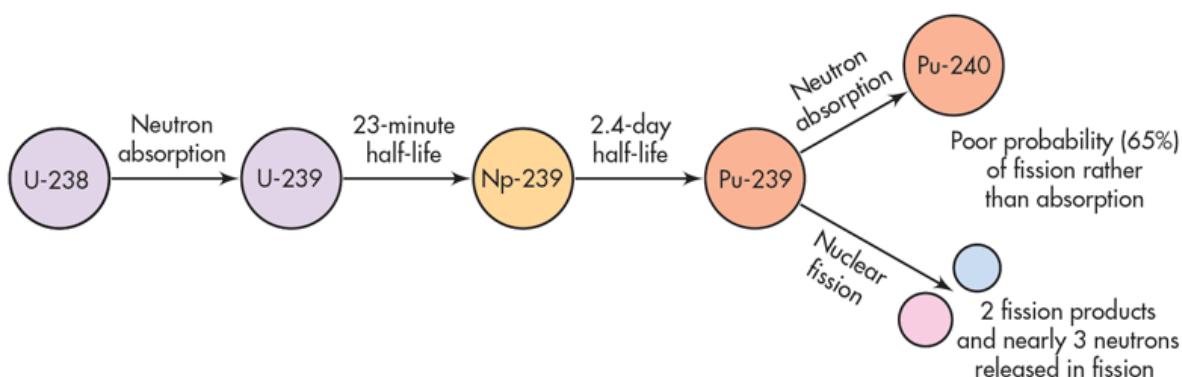 U-238
Neutron
absorption
U-239
23-minute
half-life
Np-239
2.4-day
half-life
Pu-239
Neutron
absorption
Pu-240
Poor probability (65%)
of fission rather
than absorption
Nuclear
fission
2 fission products
and nearly 3 neutrons
released in fission